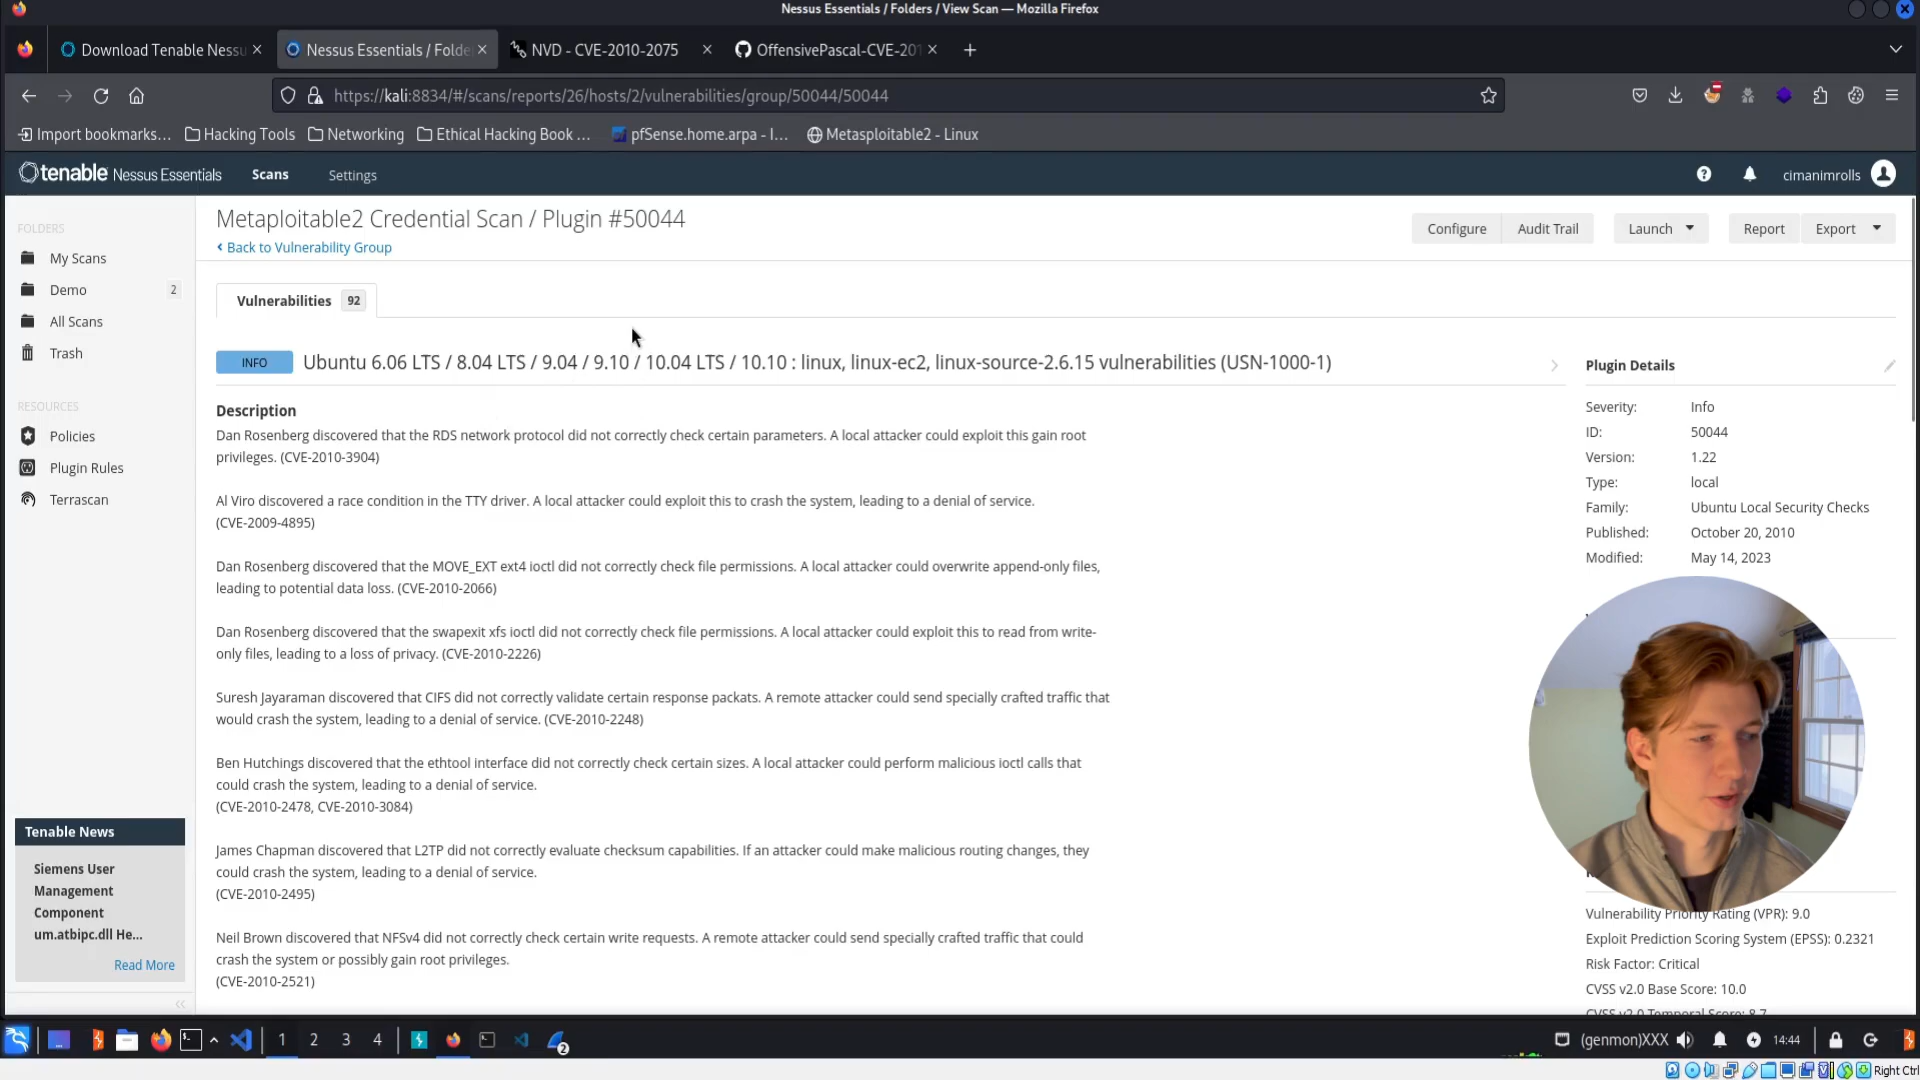 Nessus Essentials / Folders / View Scan — Mozilla Firefox
Download Tenable Nessu
Nessus Essentials / Folde
NVD - CVE-2010-2075
OffensivePascal-CVE-201
https://kali:8834/#/scans/reports/26/hosts/2/vulnerabilities/group/50044/50044
Import bookmarks...
Hacking Tools
Networking
Ethical Hacking Book ...
pfSense.home.arpa - I...
Metasploitable2 - Linux
tenable Nessus Essentials
Scans
Settings
cimanimrolls
FOLDERS
My Scans
Demo 2
All Scans
Trash
RESOURCES
Policies
Plugin Rules
Terrascan
Tenable News
Siemens User
Management
Component
um.atbipc.dll He...
Read More
Metaploitable2 Credential Scan / Plugin #50044
Back to Vulnerability Group
Configure
Audit Trail
Launch
Report
Export
Vulnerabilities 92
INFO
Ubuntu 6.06 LTS / 8.04 LTS / 9.04 / 9.10 / 10.04 LTS / 10.10 : linux, linux-ec2, linux-source-2.6.15 vulnerabilities (USN-1000-1)
Description
Dan Rosenberg discovered that the RDS network protocol did not correctly check certain parameters. A local attacker could exploit this gain root
privileges. (CVE-2010-3904)
Al Viro discovered a race condition in the TTY driver. A local attacker could exploit this to crash the system, leading to a denial of service.
(CVE-2009-4895)
Dan Rosenberg discovered that the MOVE_EXT ext4 ioctl did not correctly check file permissions. A local attacker could overwrite append-only files,
leading to potential data loss. (CVE-2010-2066)
Dan Rosenberg discovered that the swapexit xfs ioctl did not correctly check file permissions. A local attacker could exploit this to read from write-
only files, leading to a loss of privacy. (CVE-2010-2226)
Suresh Jayaraman discovered that CIFS did not correctly validate certain response packats. A remote attacker could send specially crafted traffic that
would crash the system, leading to a denial of service. (CVE-2010-2248)
Ben Hutchings discovered that the ethtool interface did not correctly check certain sizes. A local attacker could perform malicious ioctl calls that
could crash the system, leading to a denial of service.
(CVE-2010-2478, CVE-2010-3084)
James Chapman discovered that L2TP did not correctly evaluate checksum capabilities. If an attacker could make malicious routing changes, they
could crash the system, leading to a denial of service.
(CVE-2010-2495)
Neil Brown discovered that NFSv4 did not correctly check certain write requests. A remote attacker could send specially crafted traffic that could
crash the system or possibly gain root privileges.
(CVE-2010-2521)
Plugin Details
Severity: Info
ID: 50044
Version: 1.22
Type: local
Family: Ubuntu Local Security Checks
Published: October 20, 2010
Modified: May 14, 2023
Vulnerability Priority Rating (VPR): 9.0
Exploit Prediction Scoring System (EPSS): 0.2321
Risk Factor: Critical
CVSS v2.0 Base Score: 10.0
CVSS v2.0 Temporal Score: 8.7
1
2
3
4
2
(genmon)XXX
14:44
Right Ctrl